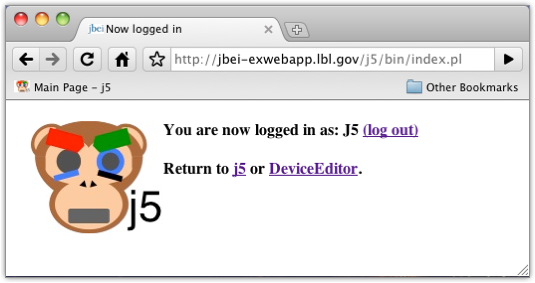 jbei Now logged in
http://jbei-exwebapp.lbl.gov/j5/bin/index.pl
Main Page – j5 Other Bookmarks
You are now logged in as: J5 (log out)
Return to j5 or DeviceEditor.
j5